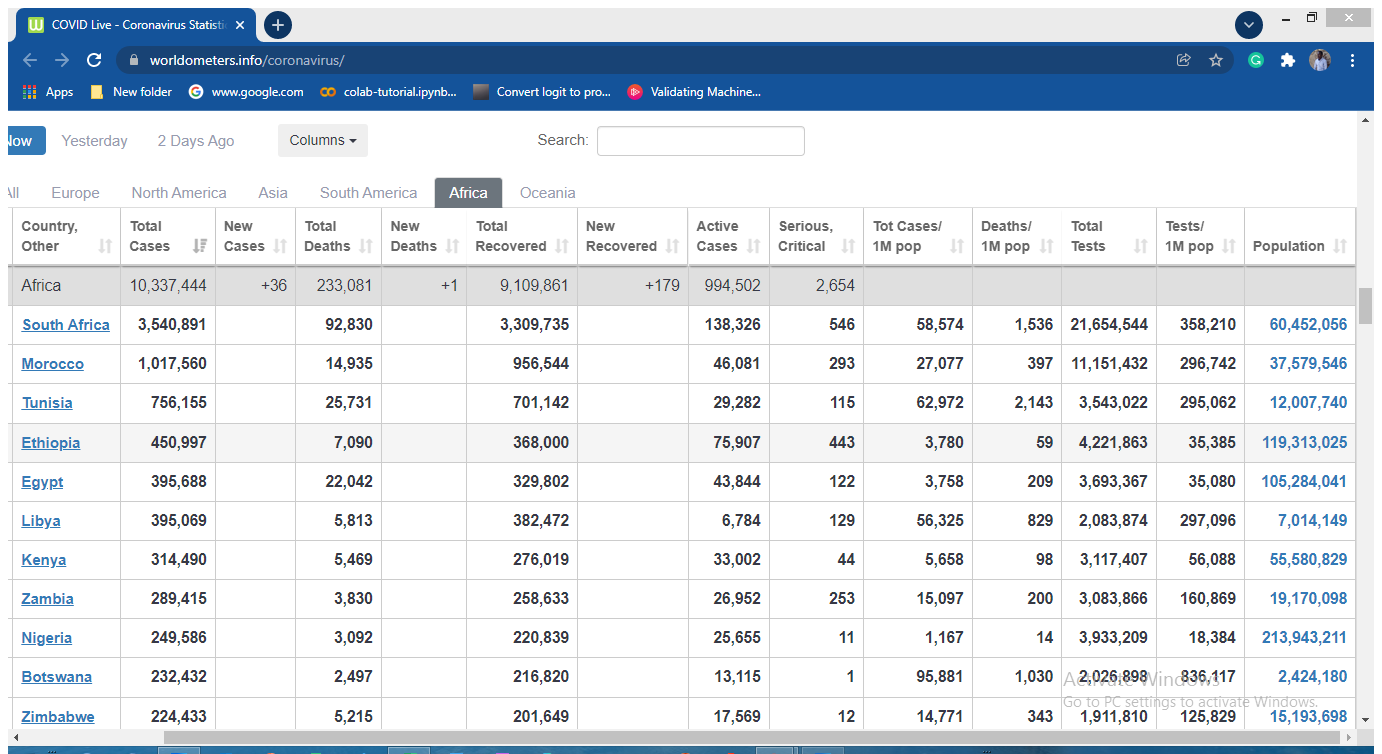 COVID Live - Coronavirus Statisti
worldometers.info/coronavirus/
Apps New folder www.google.com colab-tutorial.ipynb... Convert logit to pro... Validating Machine...
Now Yesterday 2 Days Ago Columns Search:
All Europe North America Asia South America Africa Oceania
Country, Other Total Cases New Cases Total Deaths New Deaths Total Recovered New Recovered Active Cases Serious, Critical Tot Cases/ 1M pop Deaths/ 1M pop Total Tests Tests/ 1M pop Population
Africa 10,337,444 +36 233,081 +1 9,109,861 +179 994,502 2,654
South Africa 3,540,891 92,830 3,309,735 138,326 546 58,574 1,536 21,654,544 358,210 60,452,056
Morocco 1,017,560 14,935 956,544 46,081 293 27,077 397 11,151,432 296,742 37,579,546
Tunisia 756,155 25,731 701,142 29,282 115 62,972 2,143 3,543,022 295,062 12,007,740
Ethiopia 450,997 7,090 368,000 75,907 443 3,780 59 4,221,863 35,385 119,313,025
Egypt 395,688 22,042 329,802 43,844 122 3,758 209 3,693,367 35,080 105,284,041
Libya 395,069 5,813 382,472 6,784 129 56,325 829 2,083,874 297,096 7,014,149
Kenya 314,490 5,469 276,019 33,002 44 5,658 98 3,117,407 56,088 55,580,829
Zambia 289,415 3,830 258,633 26,952 253 15,097 200 3,083,866 160,869 19,170,098
Nigeria 249,586 3,092 220,839 25,655 11 1,167 14 3,933,209 18,384 213,943,211
Botswana 232,432 2,497 216,820 13,115 1 95,881 1,030 2,026,898 836,117 2,424,180
Activate Windows
Go to PC settings to activate Windows.
Zimbabwe 224,433 5,215 201,649 17,569 12 14,771 343 1,911,810 125,829 15,193,698